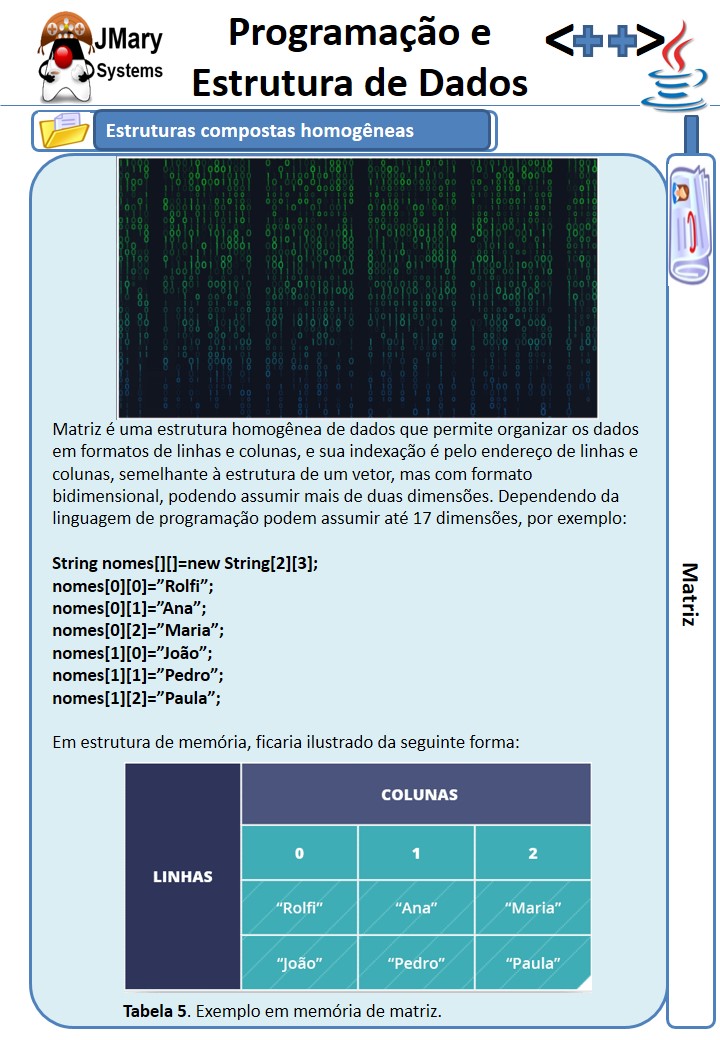 JMary
Systems
Programação e
Estrutura de Dados
<++>
Estruturas compostas homogêneas
Matriz é uma estrutura homogênea de dados que permite organizar os dados
em formatos de linhas e colunas, e sua indexação é pelo endereço de linhas e
colunas, semelhante à estrutura de um vetor, mas com formato
bidimensional, podendo assumir mais de duas dimensões. Dependendo da
linguagem de programação podem assumir até 17 dimensões, por exemplo:
String nomes[][]=new String[2][3];
nomes[0][0]=”Rolfi”;
nomes[0][1]=”Ana”;
nomes[0][2]=”Maria”;
nomes[1][0]=”João”;
nomes[1][1]=”Pedro”;
nomes[1][2]=”Paula”;
Em estrutura de memória, ficaria ilustrado da seguinte forma:
COLUNAS
LINHAS
0 1 2
“Rolfi” “Ana” “Maria”
“João” “Pedro” “Paula”
Tabela 5. Exemplo em memória de matriz.
Matriz